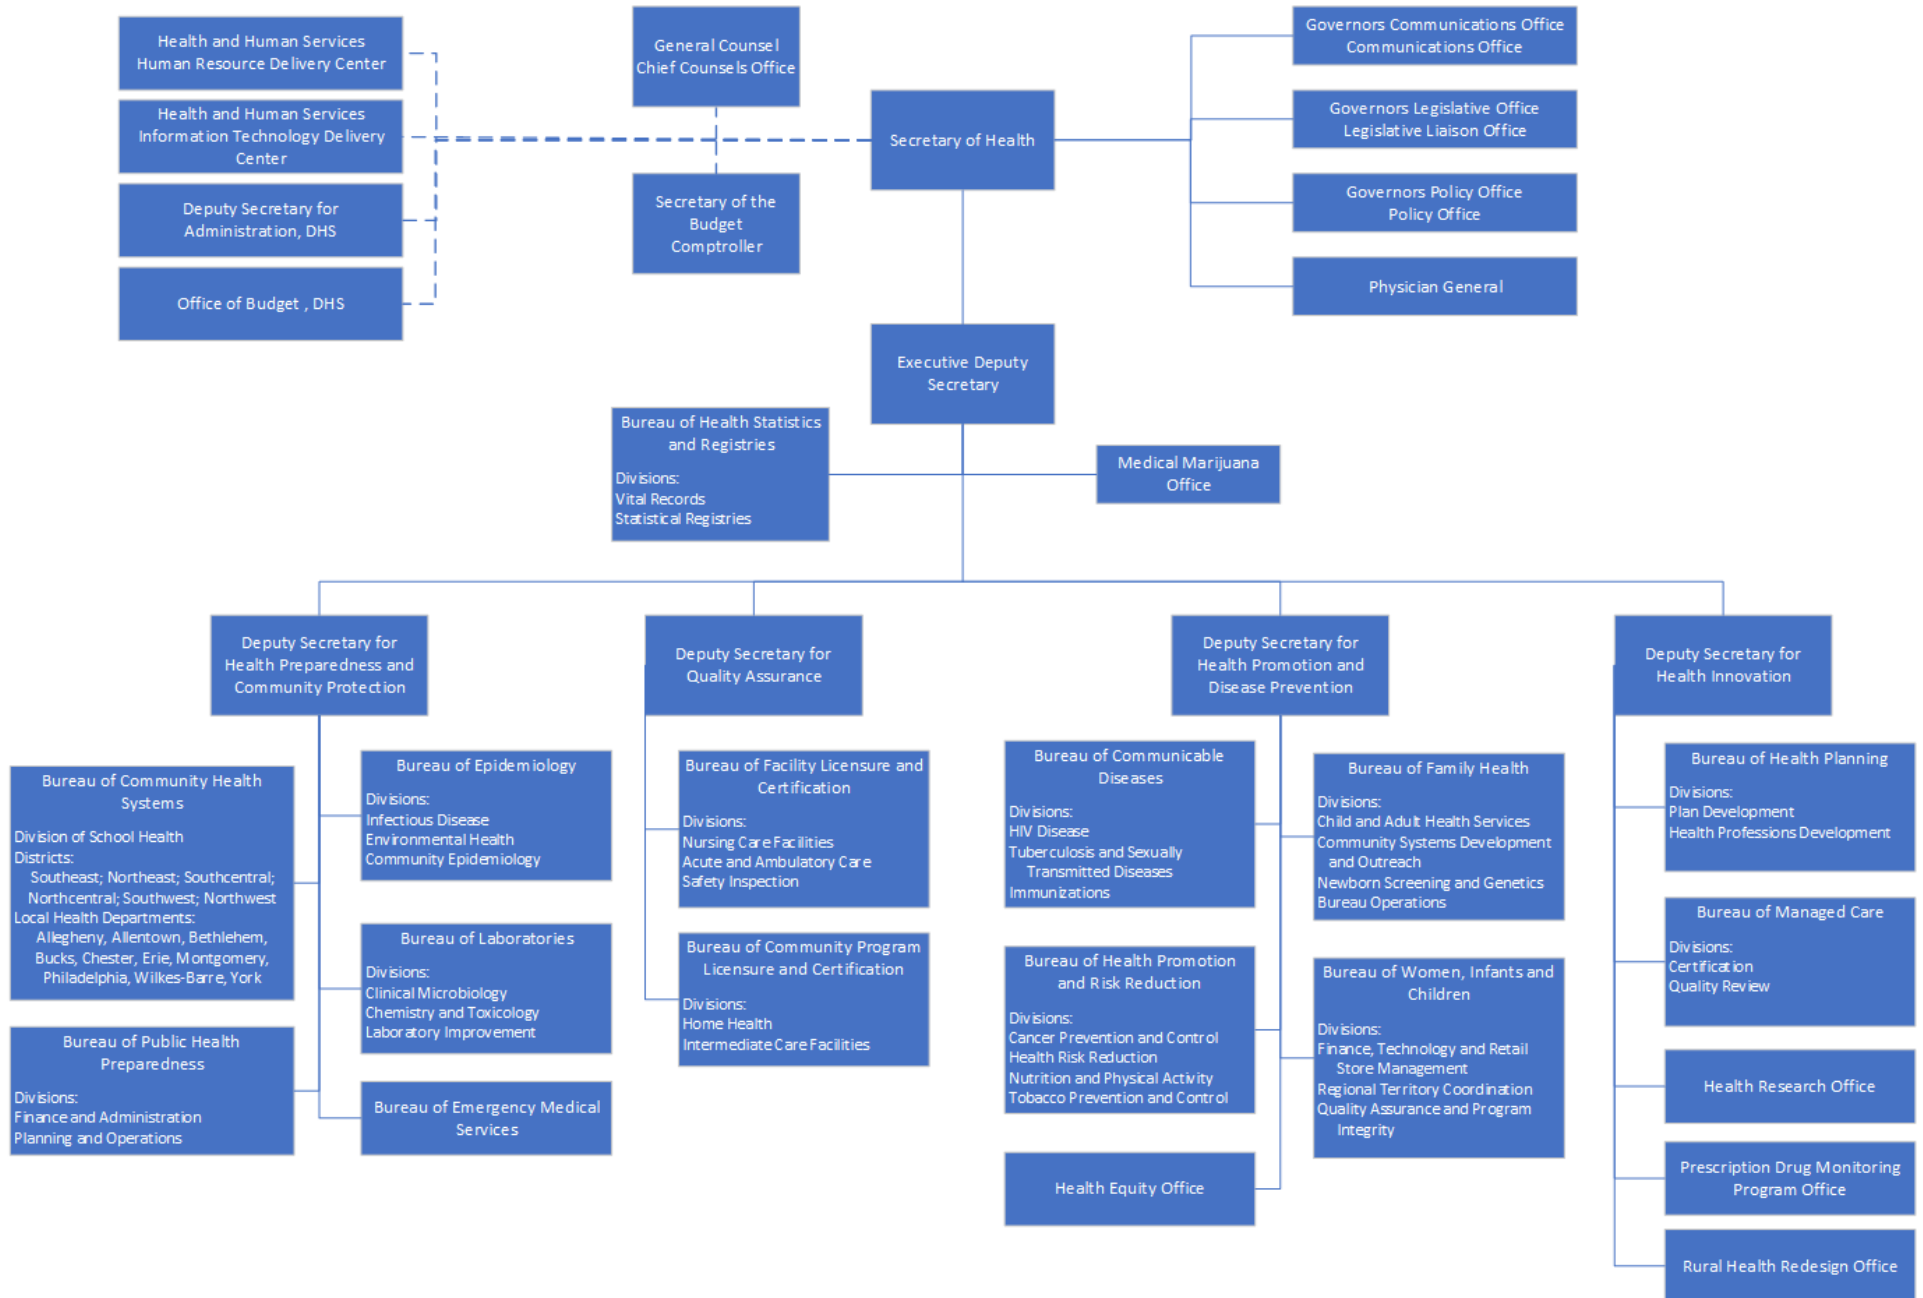 Health and Human Services
Human Resource Delivery Center
Health and Human Services
Information Technology Delivery
Center
Deputy Secretary for
Administration, DHS
Office of Budget , DHS
General Counsel
Chief Counsels Office
Secretary of the
Budget
Comptroller
Secretary of Health
Governors Communications Office
Communications Office
Governors Legislative Office
Legislative Liaison Office
Governors Policy Office
Policy Office
Physician General
Executive Deputy
Secretary
Bureau of Health Statistics
and Registries
Divisions:
Vital Records
Statistical Registries
Medical Marijuana
Office
Deputy Secretary for
Health Preparedness and
Community Protection
Bureau of Community Health
Systems
Division of School Health
Districts:
Southeast; Northeast; Southcentral;
Northcentral; Southwest; Northwest
Local Health Departments:
Allegheny, Allentown, Bethlehem,
Bucks, Chester, Erie, Montgomery,
Philadelphia, Wilkes-Barre, York
Bureau of Public Health
Preparedness
Divisions:
Finance and Administration
Planning and Operations
Bureau of Epidemiology
Divisions:
Infectious Disease
Environmental Health
Community Epidemiology
Bureau of Laboratories
Divisions:
Clinical Microbiology
Chemistry and Toxicology
Laboratory Improvement
Bureau of Emergency Medical
Services
Deputy Secretary for
Quality Assurance
Bureau of Facility Licensure and
Certification
Divisions:
Nursing Care Facilities
Acute and Ambulatory Care
Safety Inspection
Bureau of Community Program
Licensure and Certification
Divisions:
Home Health
Intermediate Care Facilities
Deputy Secretary for
Health Promotion and
Disease Prevention
Bureau of Communicable
Diseases
Divisions:
HIV Disease
Tuberculosis and Sexually
Transmitted Diseases
Immunizations
Bureau of Health Promotion
and Risk Reduction
Divisions:
Cancer Prevention and Control
Health Risk Reduction
Nutrition and Physical Activity
Tobacco Prevention and Control
Health Equity Office
Bureau of Family Health
Divisions:
Child and Adult Health Services
Community Systems Development
and Outreach
Newborn Screening and Genetics
Bureau Operations
Bureau of Women, Infants and
Children
Divisions:
Finance, Technology and Retail
Store Management
Regional Territory Coordination
Quality Assurance and Program
Integrity
Deputy Secretary for
Health Innovation
Bureau of Health Planning
Divisions:
Plan Development
Health Professions Development
Bureau of Managed Care
Divisions:
Certification
Quality Review
Health Research Office
Prescription Drug Monitoring
Program Office
Rural Health Redesign Office